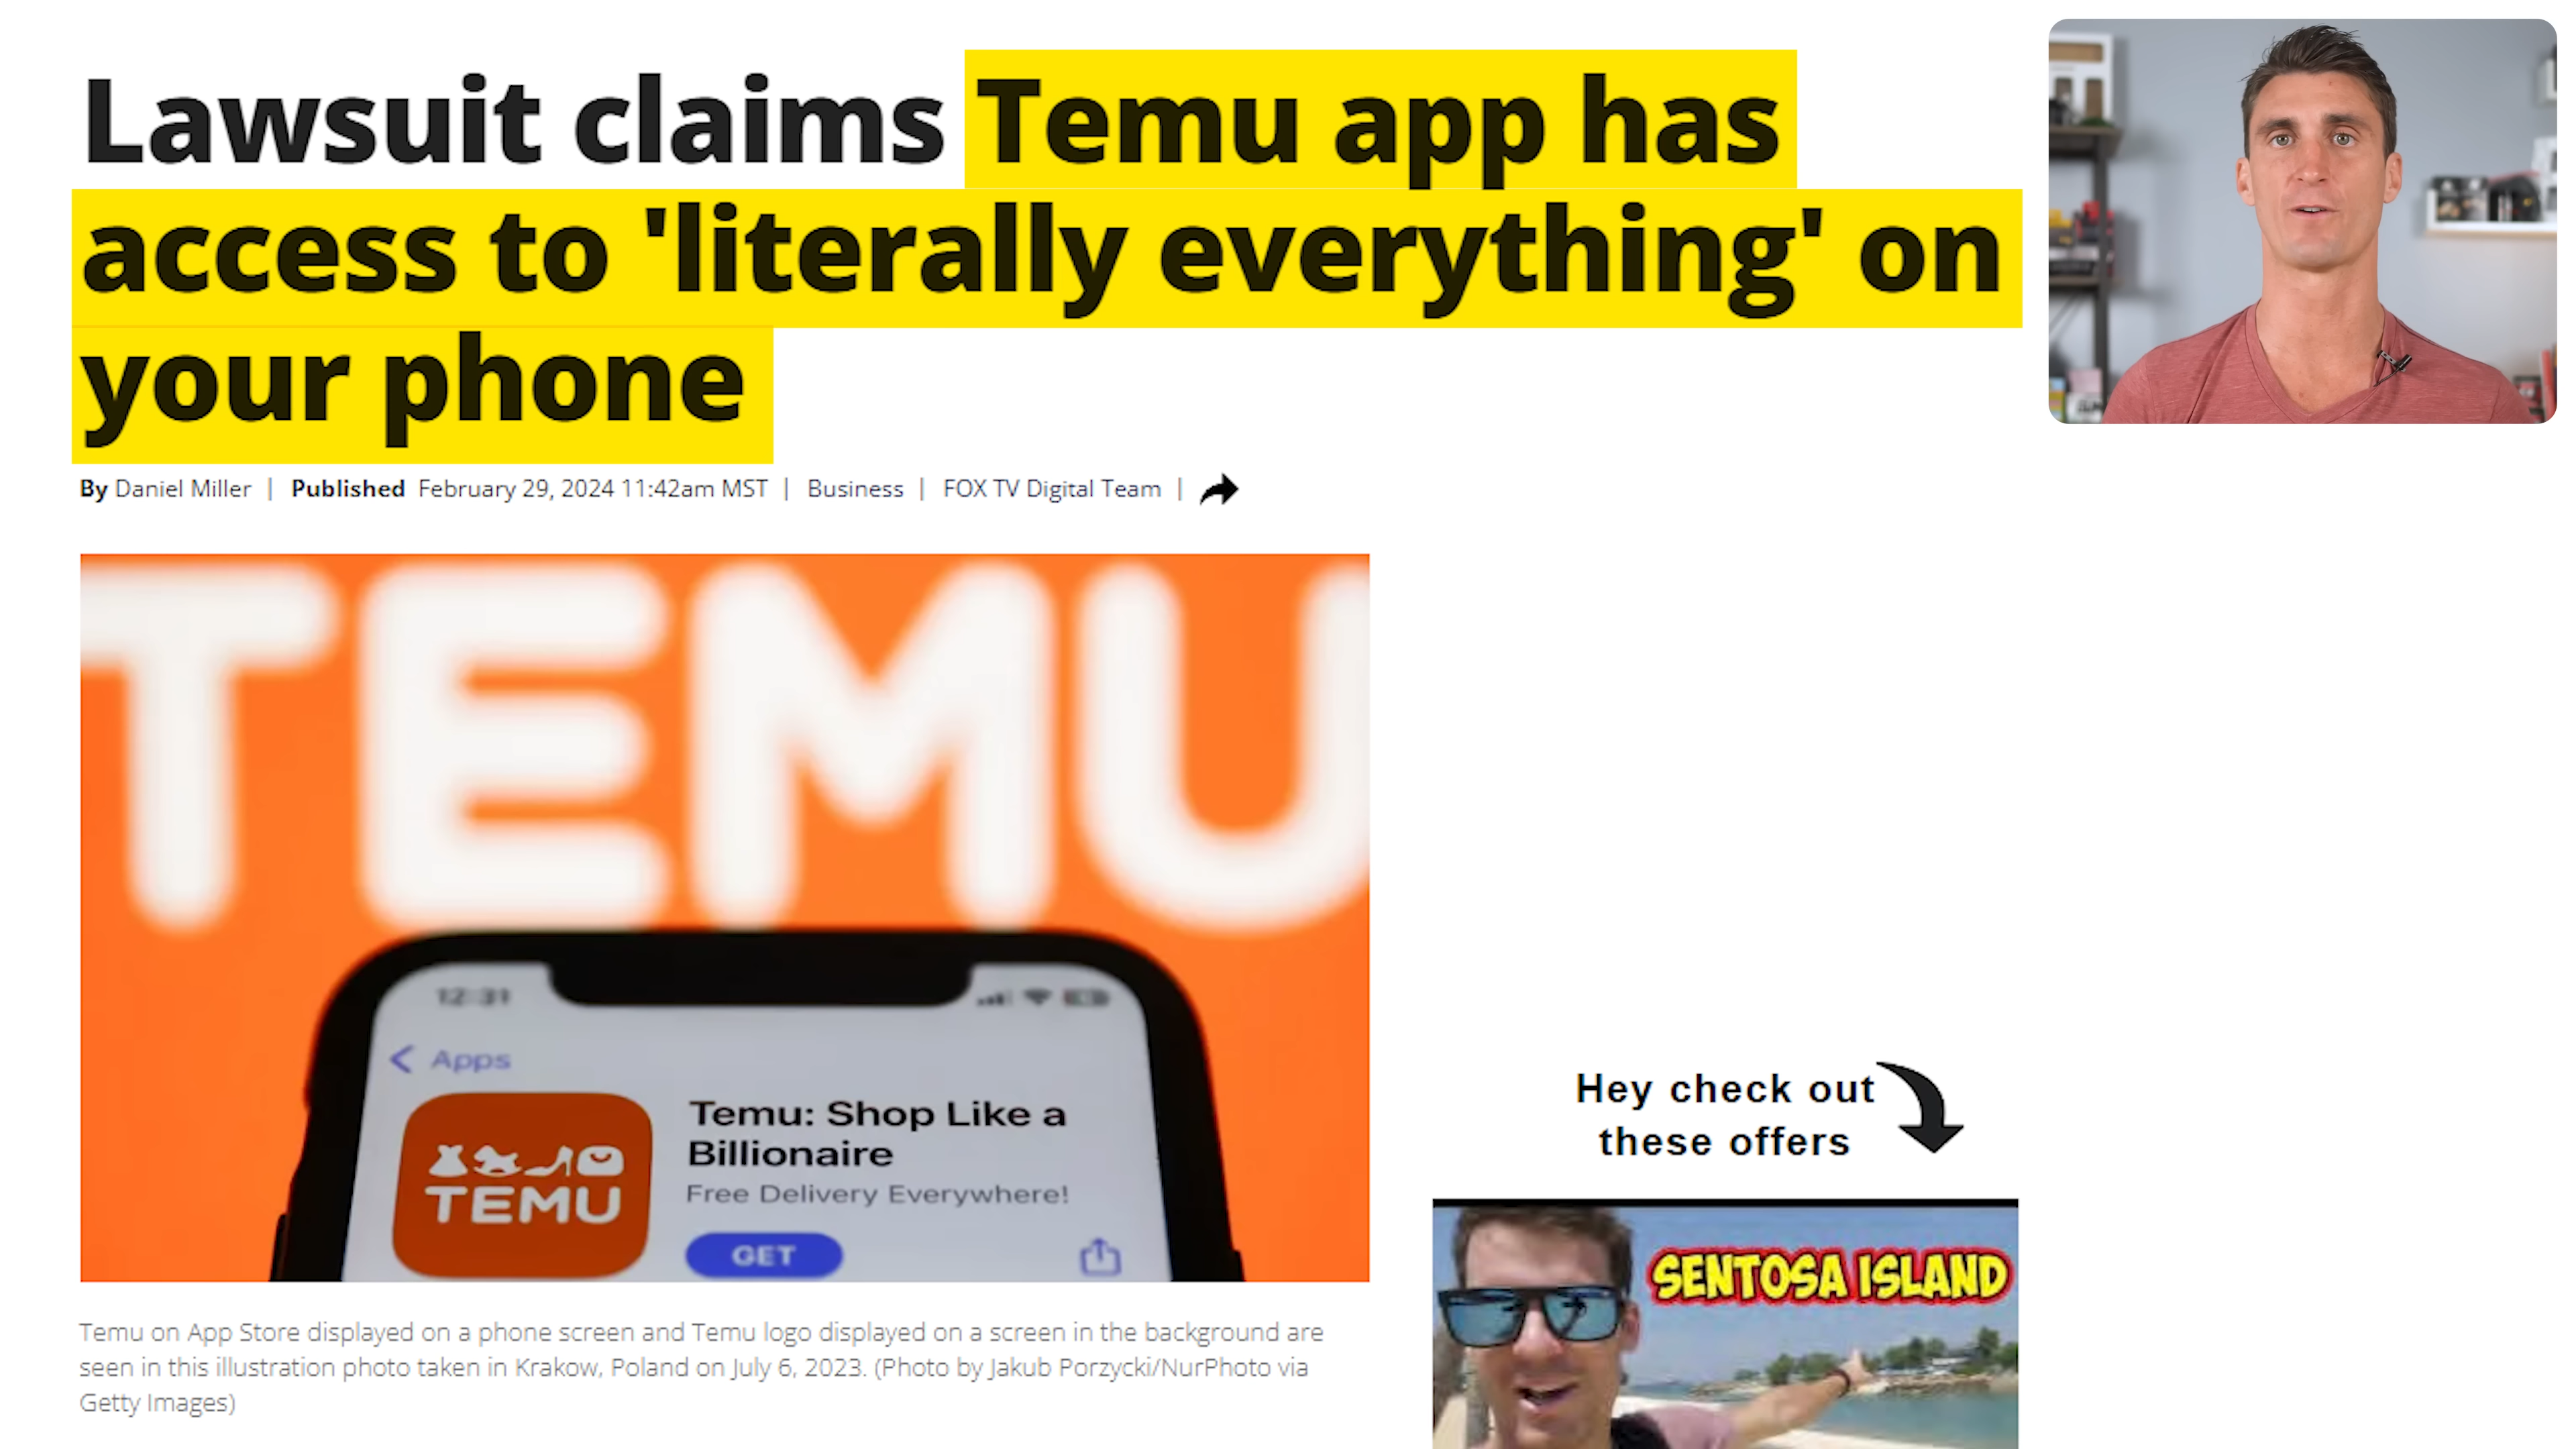 Lawsuit claims Temu app has
access to 'literally everything' on
your phone
By Daniel Miller | Published February 29, 2024 11:42am MST | Business | FOX TV Digital Team |
TEMU
12:31
Apps
Temu: Shop Like a
Billionaire
Free Delivery Everywhere!
TEMU
GET
Hey check out
these offers
SENTOSA ISLAND
Temu on App Store displayed on a phone screen and Temu logo displayed on a screen in the background are
seen in this illustration photo taken in Krakow, Poland on July 6, 2023. (Photo by Jakub Porzycki/NurPhoto via
Getty Images)